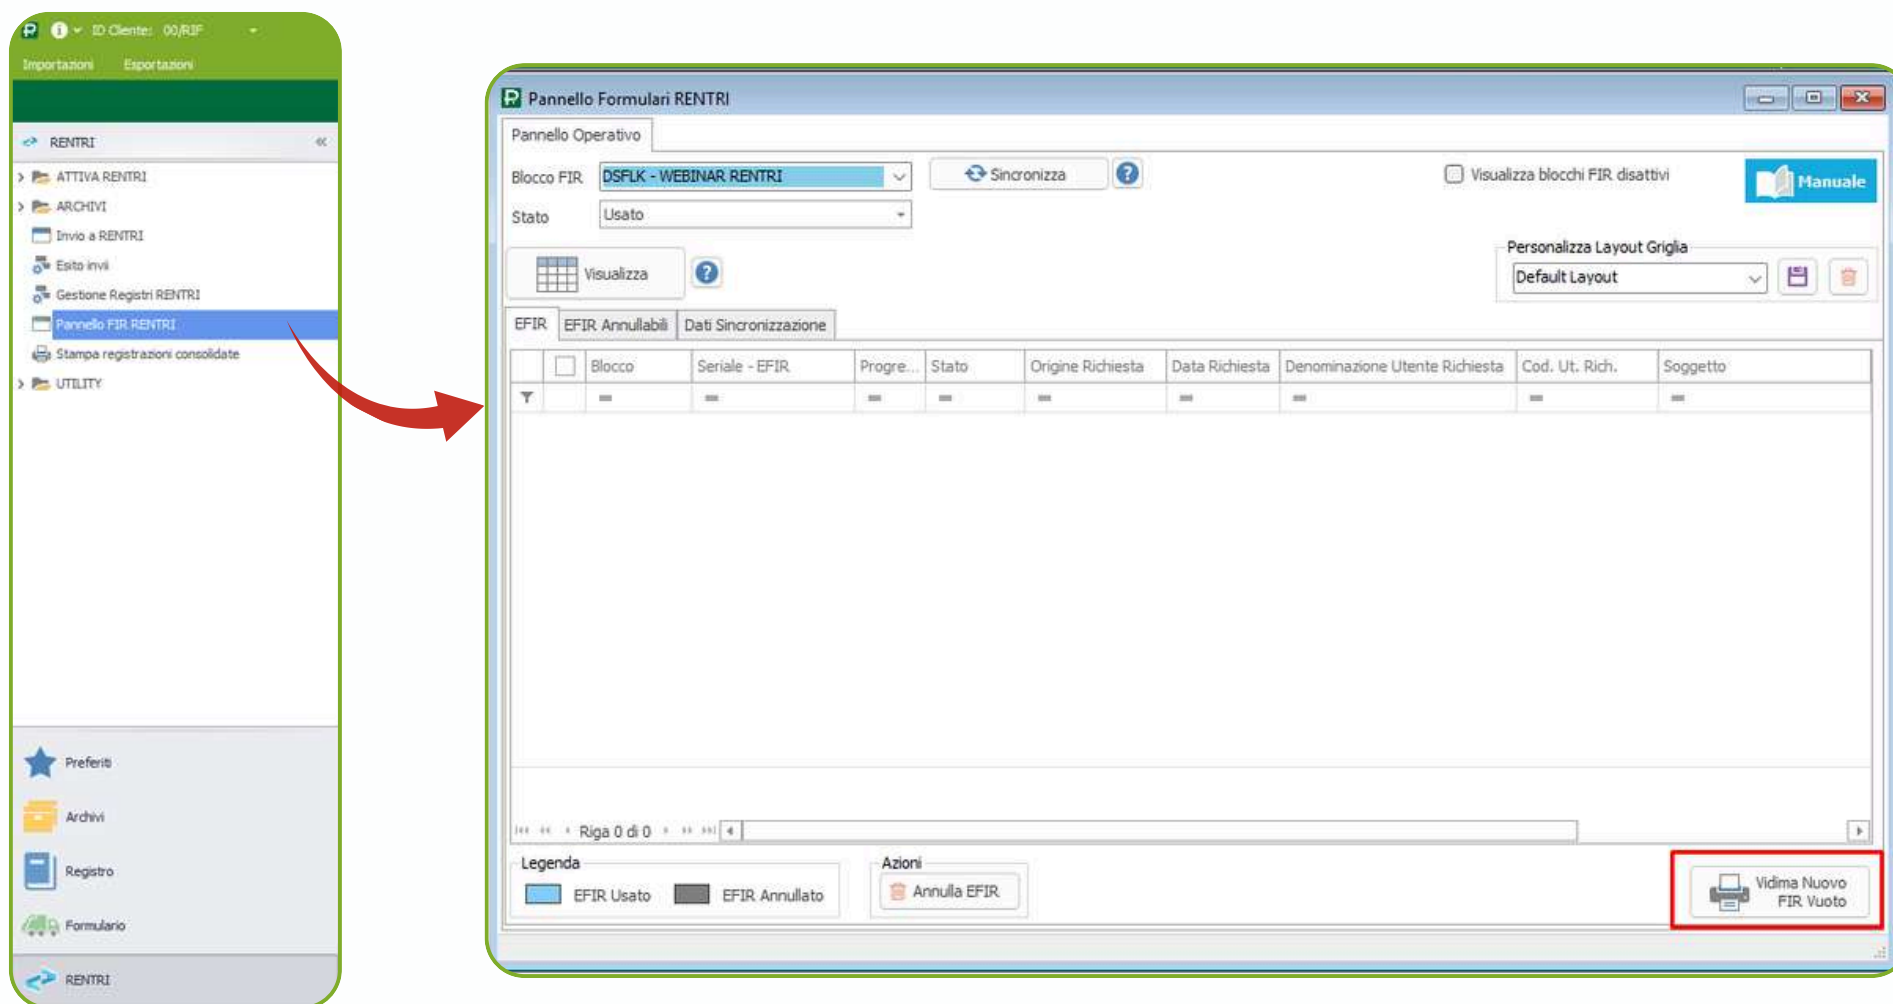 ID Cliente: 00/RIF
Importazioni Esportazioni
RENTRI
ATTIVA RENTRI
ARCHIVI
Invio a RENTRI
Esito invii
Gestione Registri RENTRI
Pannello FIR RENTRI
Stampa registrazioni consolidate
UTILITY
Preferiti
Archivi
Registro
Formulario
RENTRI
Pannello Formulari RENTRI
Pannello Operativo
Blocco FIR DSFLK - WEBINAR RENTRI Sincronizza ? Visualizza blocchi FIR disattivi Manuale
Stato Usato
Personalizza Layout Griglia
Visualizza ? Default Layout
EFIR EFIR Annullabili Dati Sincronizzazione
Blocco Seriale - EFIR Progre... Stato Origine Richiesta Data Richiesta Denominazione Utente Richiesta Cod. Ut. Rich. Soggetto
Riga 0 di 0
Legenda Azioni
EFIR Usato EFIR Annullato Annulla EFIR
Vidima Nuovo
FIR Vuoto